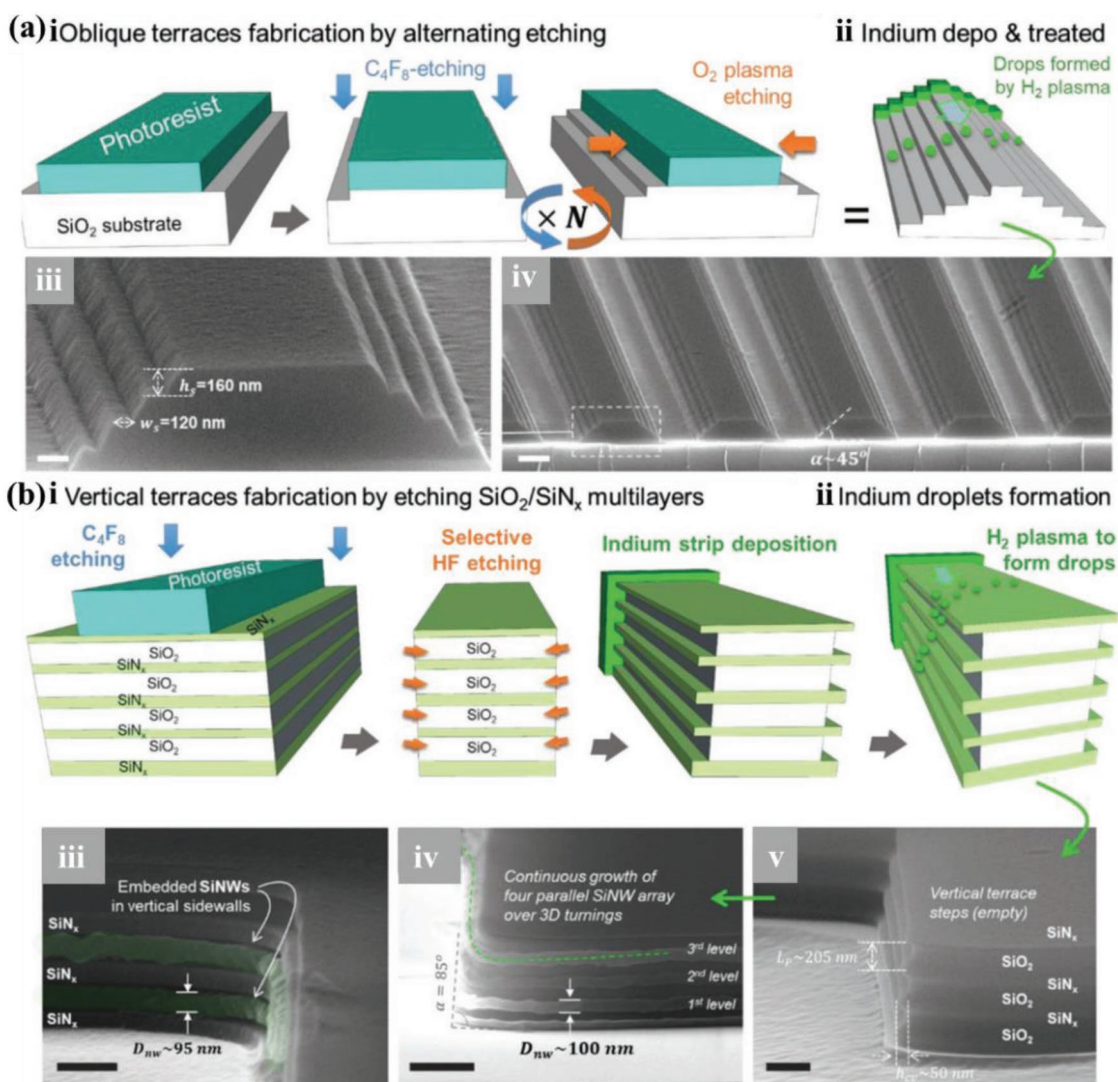 (a) i Oblique terraces fabrication by alternating etching
ii Indium depo & treated
C₄F₈-etching
O₂ plasma
etching
Drops formed
by H₂ plasma
Photoresist
SiO₂ substrate
× N
=
iii
hₛ=160 nm
wₛ=120 nm
iv
α~45°
(b) i Vertical terraces fabrication by etching SiO₂/SiNₓ multilayers
ii Indium droplets formation
C₄F₈
etching
Photoresist
SiNₓ
SiO₂
SiNₓ
SiO₂
SiNₓ
SiO₂
SiNₓ
SiO₂
SiNₓ
Selective
HF etching
SiO₂
SiO₂
SiO₂
SiO₂
Indium strip deposition
H₂ plasma to
form drops
iii
Embedded SiNWs
in vertical sidewalls
SiNₓ
SiNₓ
SiNₓ
Dₙw~95 nm
iv
Continuous growth of
four parallel SiNW array
over 3D turnings
3rd level
2nd level
1st level
α = 85°
Dₙw~100 nm
v
Vertical terrace
steps (empty)
SiNₓ
SiO₂
SiNₓ
SiO₂
SiNₓ
SiO₂
~205 nm
~50 nm